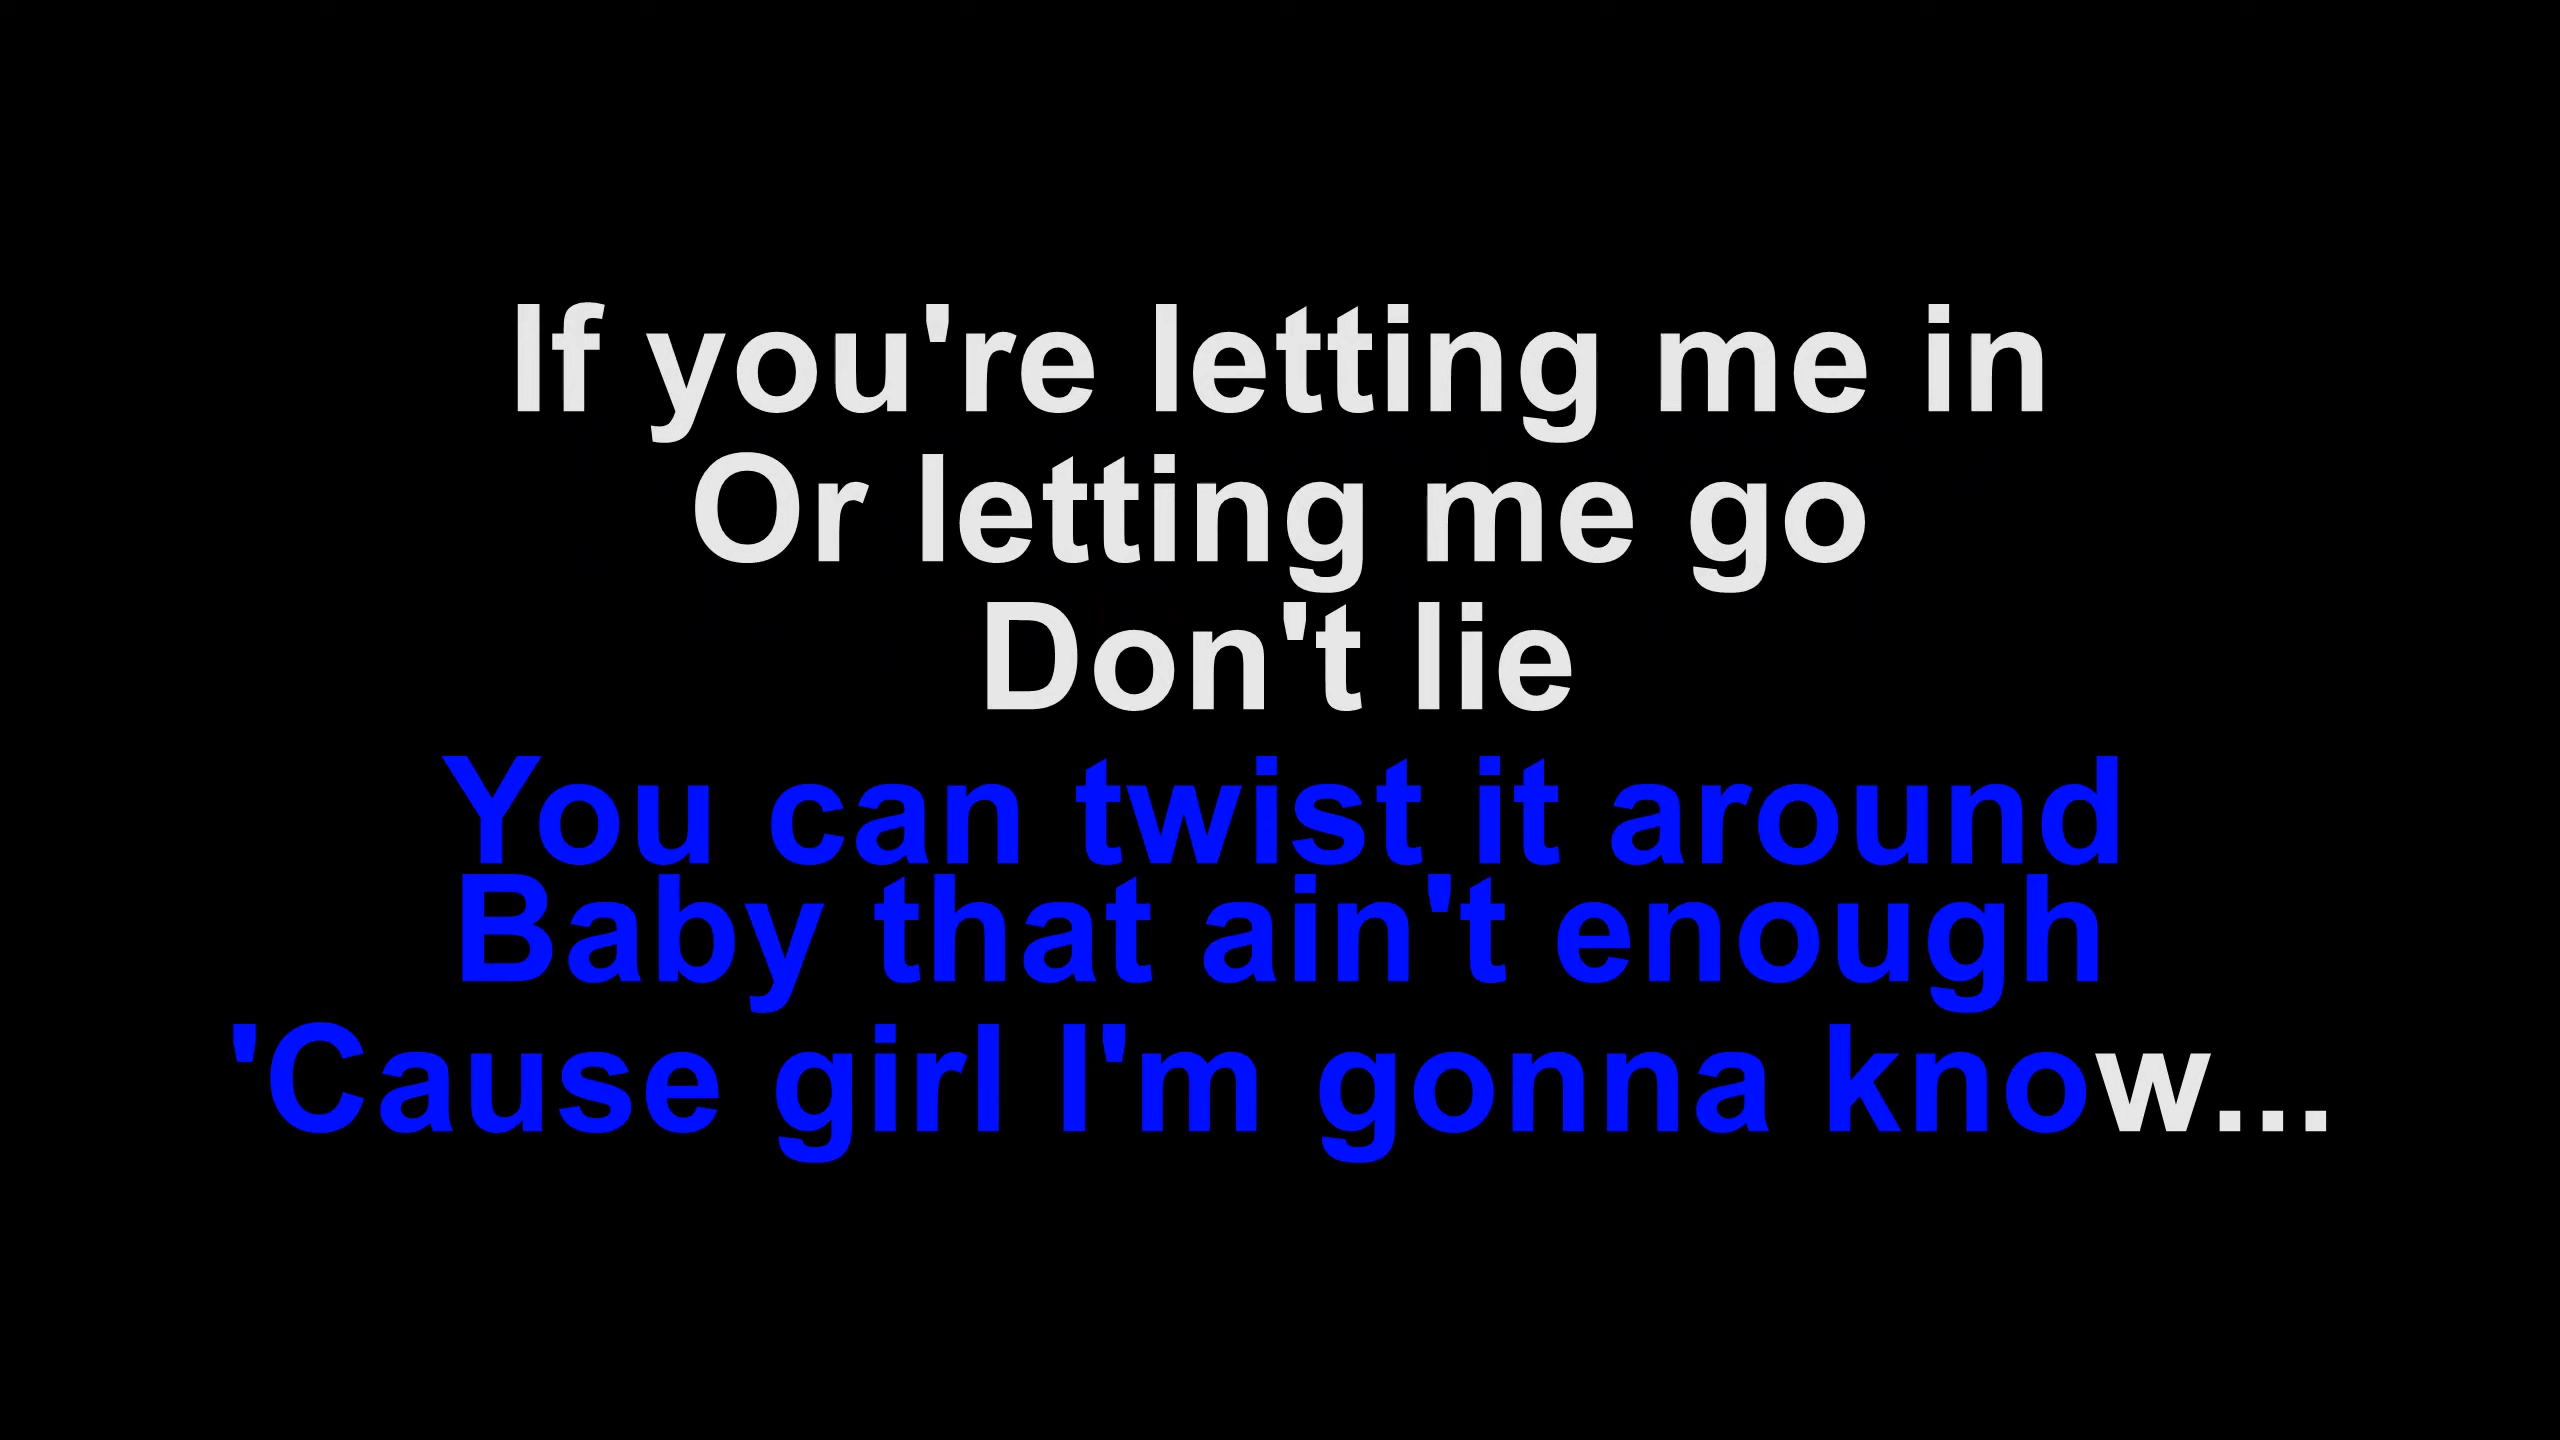 If you're letting me in
Or letting me go
Don't lie
You can twist it around
Baby that ain't enough
'Cause girl I'm gonna know...